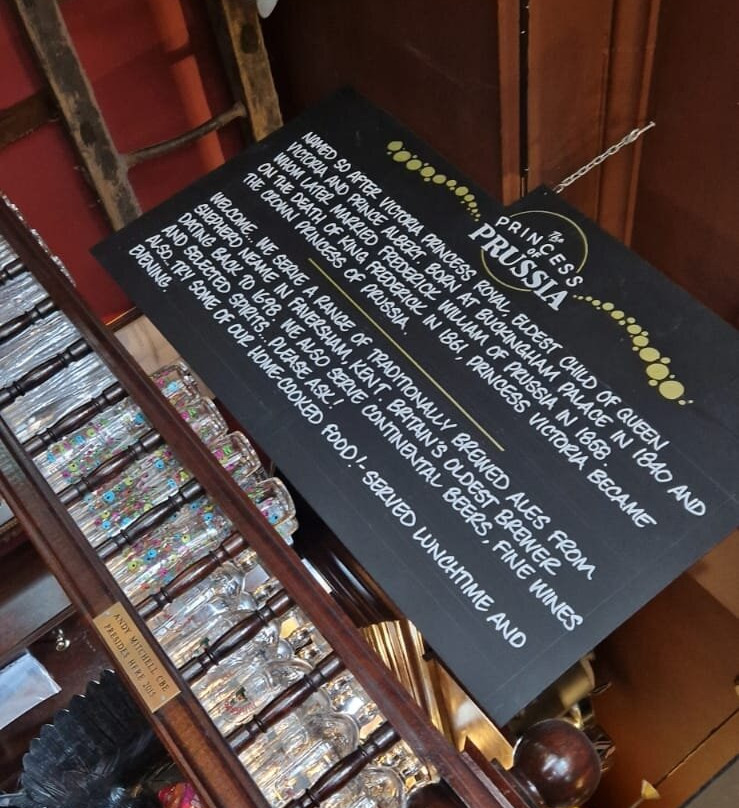 The
PRINCESS
OF
PRUSSIA
NAMED SO AFTER VICTORIA PRINCESS ROYAL, ELDEST CHILD OF QUEEN
VICTORIA AND PRINCE ALBERT BORN AT BUCKINGHAM PALACE IN 1840 AND
WHOM LATER MARRIED FREDERICK WILLIAM OF PRUSSIA IN 1858.
ON THE DEATH OF KING FREDERICK IN 1861, PRINCESS VICTORIA BECAME
THE CROWN PRINCESS OF PRUSSIA
WELCOME... WE SERVE A RANGE OF TRADITIONALLY BREWED ALES FROM
SHEPHERD NEAME IN FAVERSHAM, KENT. BRITAIN'S OLDEST BREWER
DATING BACK TO 1698. WE ALSO SERVE CONTINENTAL BEERS, FINE WINES
AND SELECTED SPIRITS... PLEASE ASK!
ALSO, TRY SOME OF OUR HOMECOOKED FOOD! - SERVED LUNCHTIME AND
EVENING.
ANDY MITCHELL CBE
PRESIDES HERE 2015